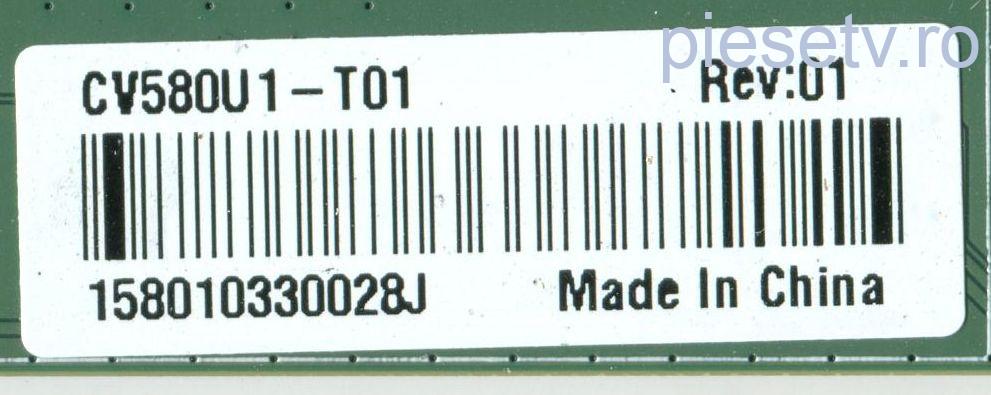 piesetv.ro
CV580U1-T01 Rev:01
158010330028J Made In China